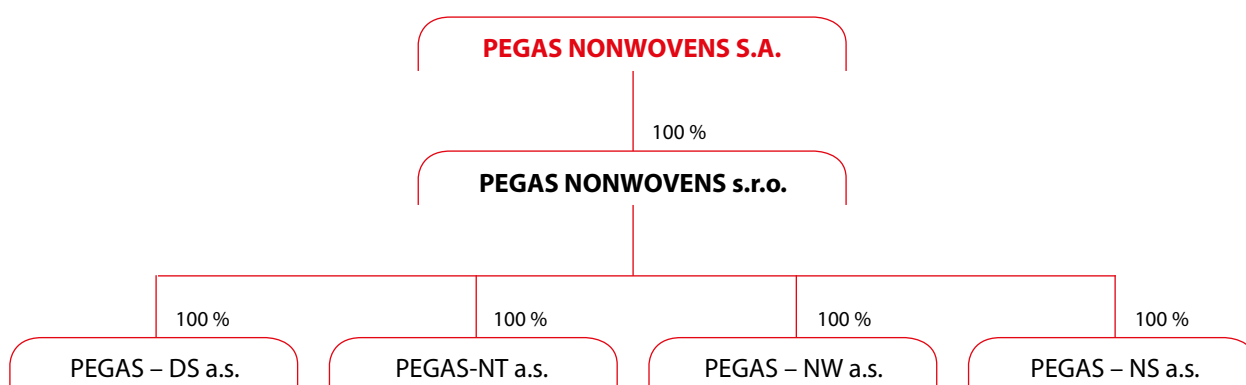 PEGAS NONWOVENS S.A.
100 %
PEGAS NONWOVENS s.r.o.
100 %
100 %
100 %
100 %
PEGAS – DS a.s.
PEGAS-NT a.s.
PEGAS – NW a.s.
PEGAS – NS a.s.